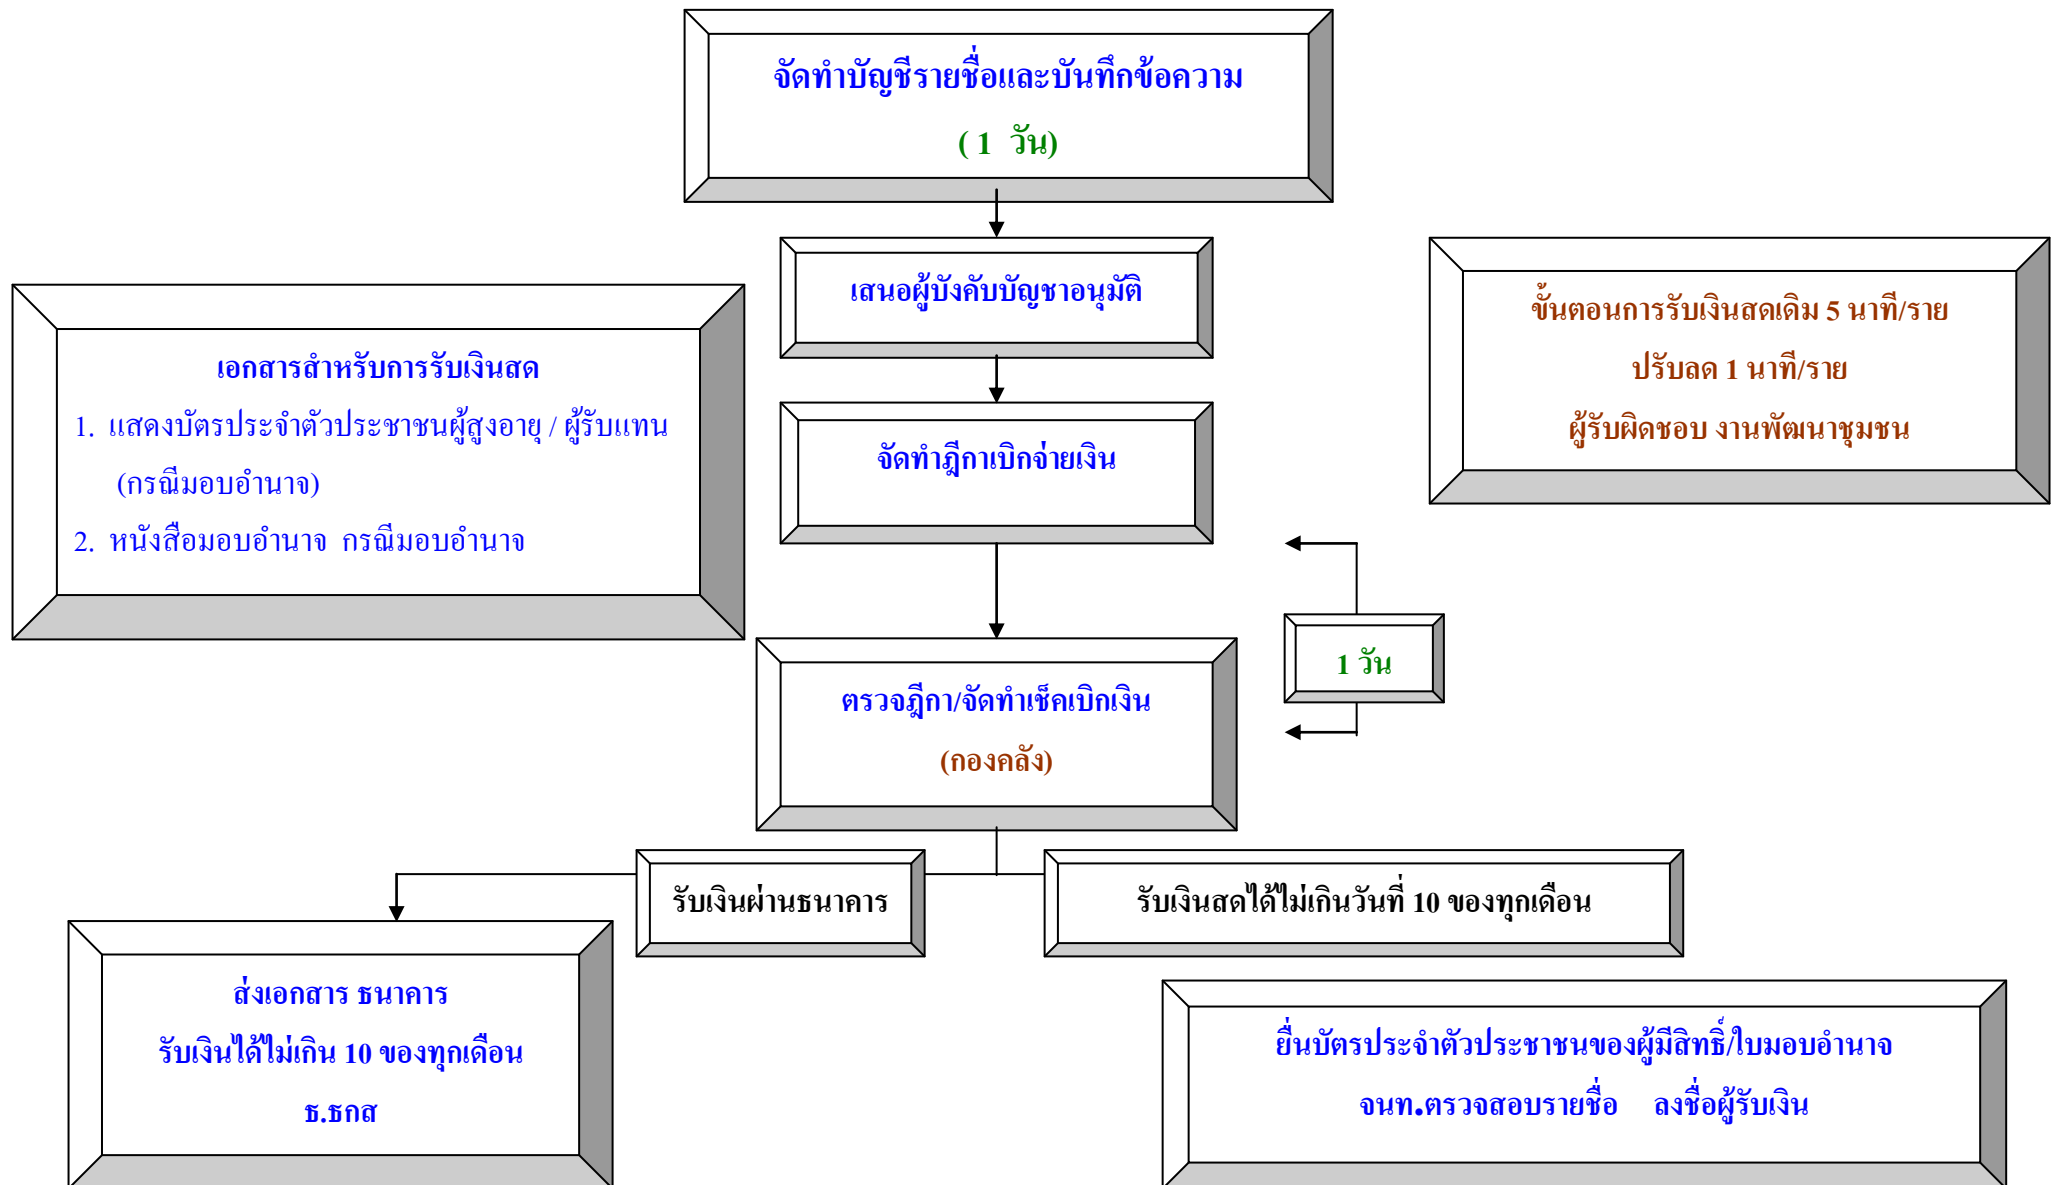 จัดทำบัญชีรายชื่อและบันทึกข้อความ
( 1 วัน)
เสนอผู้บังคับบัญชาอนุมัติ
ขั้นตอนการรับเงินสดเดิม 5 นาที/ราย
ปรับลด 1 นาที/ราย
ผู้รับผิดชอบ งานพัฒนาชุมชน
เอกสารสำหรับการรับเงินสด
1. แสดงบัตรประจำตัวประชาชนผู้สูงอายุ / ผู้รับแทน
(กรณีมอบอำนาจ)
2. หนังสือมอบอำนาจ กรณีมอบอำนาจ
จัดทำฎีกาเบิกจ่ายเงิน
1 วัน
ตรวจฎีกา/จัดทำเช็คเบิกเงิน
(กองคลัง)
รับเงินผ่านธนาคาร
รับเงินสดได้ไม่เกินวันที่ 10 ของทุกเดือน
ส่งเอกสาร ธนาคาร
รับเงินได้ไม่เกิน 10 ของทุกเดือน
ธ.ธกส
ยื่นบัตรประจำตัวประชาชนของผู้มีสิทธิ์/ใบมอบอำนาจ
จนท.ตรวจสอบรายชื่อ ลงชื่อผู้รับเงิน